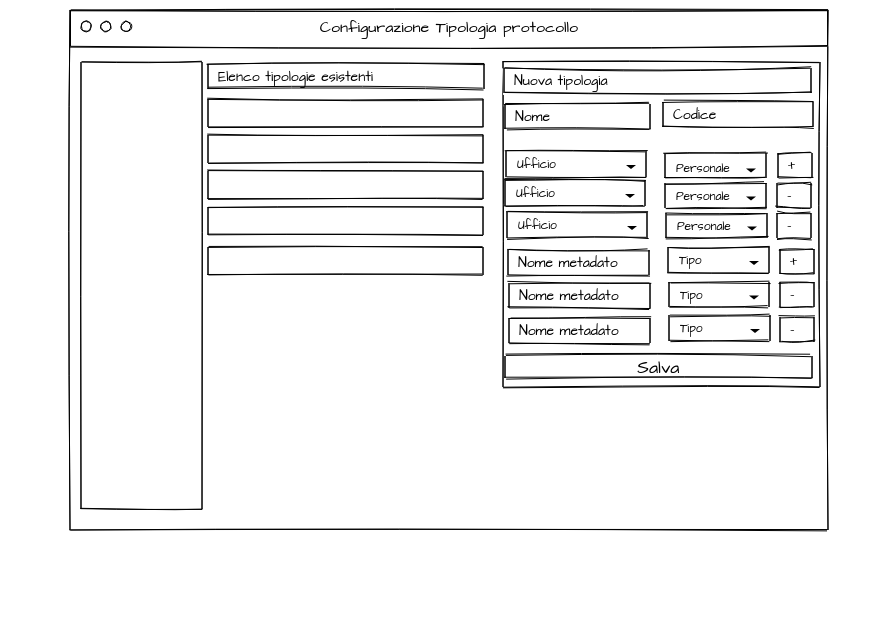 Configurazione Tipologia protocollo
Elenco tipologie esistenti
Nuova tipologia
Nome
Codice
Ufficio
Personale
+
Ufficio
Personale
-
Ufficio
Personale
-
Nome metadato
Tipo
+
Nome metadato
Tipo
-
Nome metadato
Tipo
-
Salva